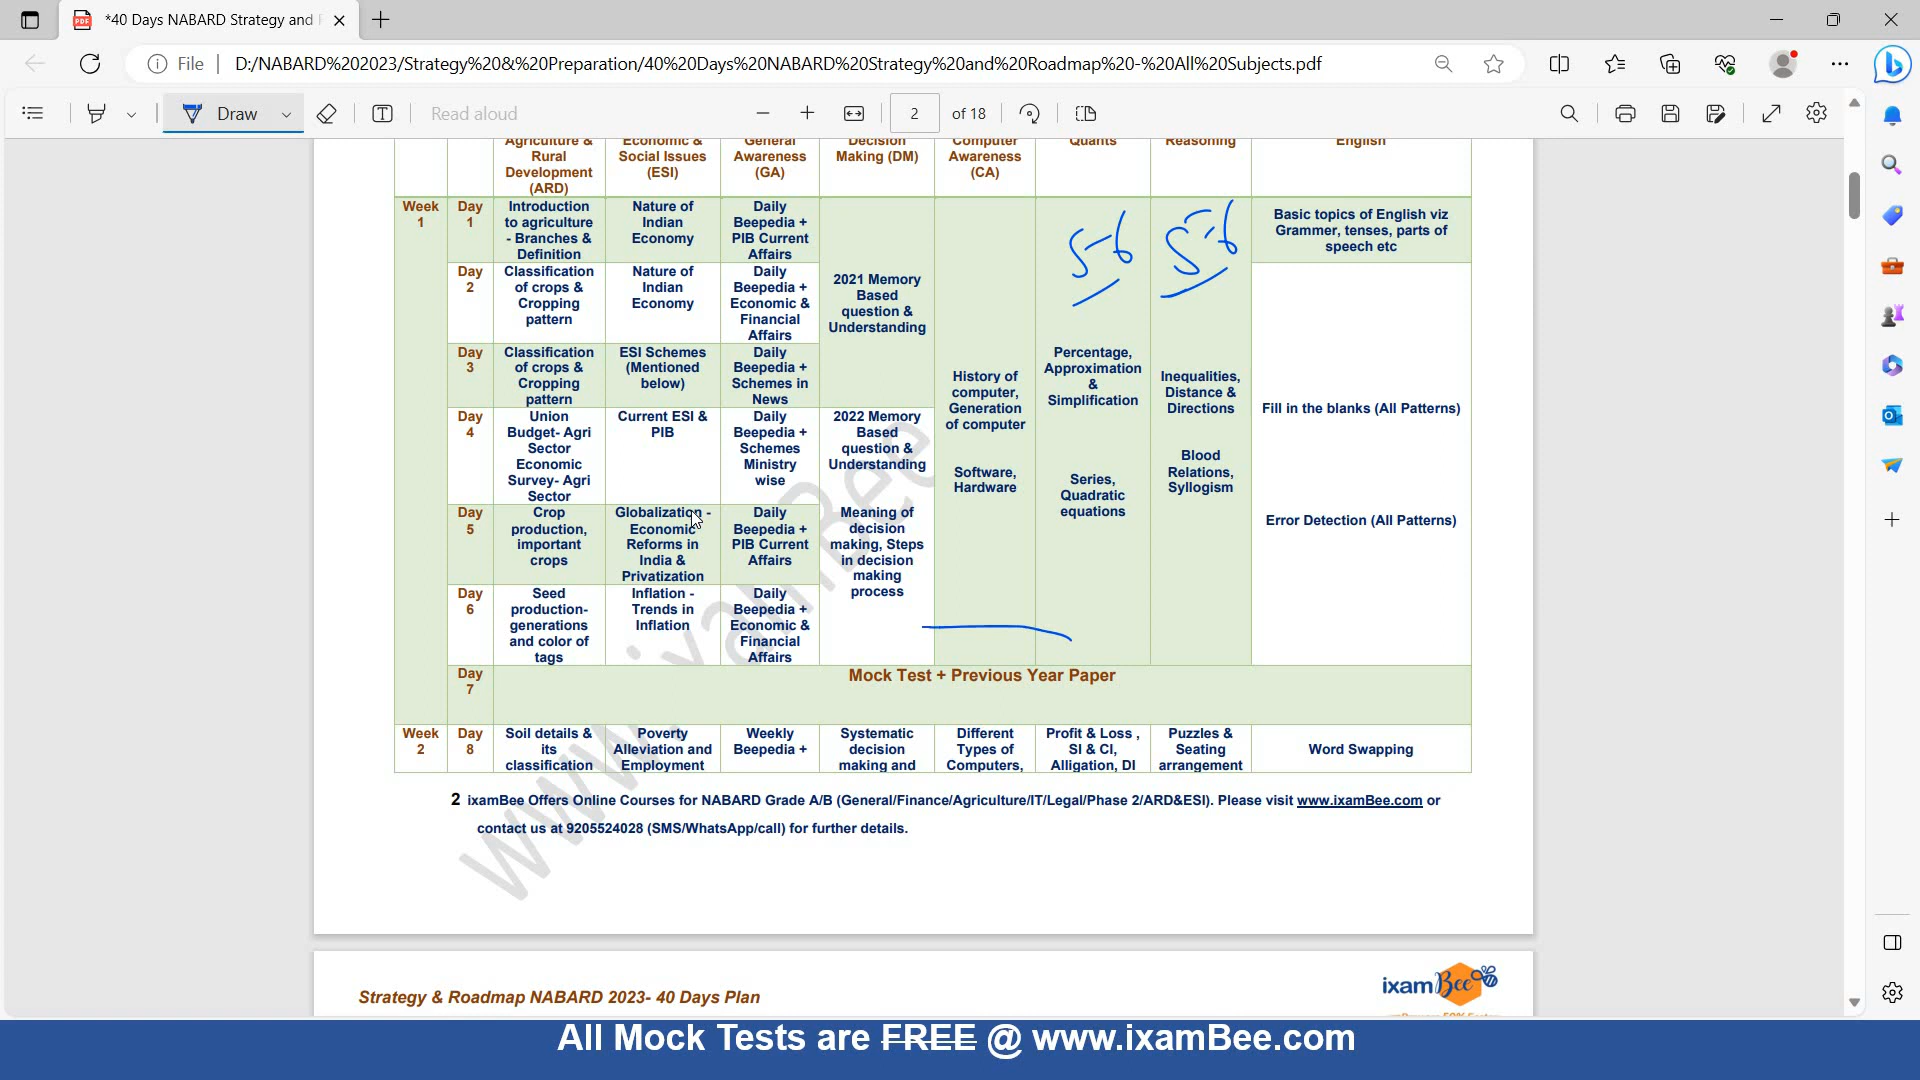 *40 Days NABARD Strategy and
File
D:/NABARD%202023/Strategy%20&%20Preparation/40%20Days%20NABARD%20Strategy%20and%20Roadmap%20-%20All%20Subjects.pdf
Draw
Read aloud
2 of 18
Agriculture & Rural Development (ARD)
Economic & Social Issues (ESI)
General Awareness (GA)
Decision Making (DM)
Computer Awareness (CA)
Quants
Reasoning
English
Week 1
Day 1
Introduction to agriculture - Branches & Definition
Nature of Indian Economy
Daily Beepedia + PIB Current Affairs
2021 Memory Based question & Understanding
5-6
5-6
Basic topics of English viz Grammer, tenses, parts of speech etc
Day 2
Classification of crops & Cropping pattern
Nature of Indian Economy
Daily Beepedia + Economic & Financial Affairs
Day 3
Classification of crops & Cropping pattern
ESI Schemes (Mentioned below)
Daily Beepedia + Schemes in News
History of computer, Generation of computer
Percentage, Approximation & Simplification
Inequalities, Distance & Directions
Fill in the blanks (All Patterns)
Day 4
Union Budget- Agri Sector Economic Survey- Agri Sector
Current ESI & PIB
Daily Beepedia + Schemes Ministry wise
2022 Memory Based question & Understanding
Software, Hardware
Series, Quadratic equations
Blood Relations, Syllogism
Day 5
Crop production, important crops
Globalization - Economic Reforms in India & Privatization
Daily Beepedia + PIB Current Affairs
Meaning of decision making, Steps in decision making process
Error Detection (All Patterns)
Day 6
Seed production- generations and color of tags
Inflation - Trends in Inflation
Daily Beepedia + Economic & Financial Affairs
Day 7
Mock Test + Previous Year Paper
Week 2
Day 8
Soil details & its classification
Poverty Alleviation and Employment
Weekly Beepedia +
Systematic decision making and
Different Types of Computers,
Profit & Loss , SI & CI, Alligation, DI
Puzzles & Seating arrangement
Word Swapping
2 ixamBee Offers Online Courses for NABARD Grade A/B (General/Finance/Agriculture/IT/Legal/Phase 2/ARD&ESI). Please visit www.ixamBee.com or
contact us at 9205524028 (SMS/WhatsApp/call) for further details.
www.ixamBee
Strategy & Roadmap NABARD 2023- 40 Days Plan
ixamBee
All Mock Tests are FREE @ www.ixamBee.com